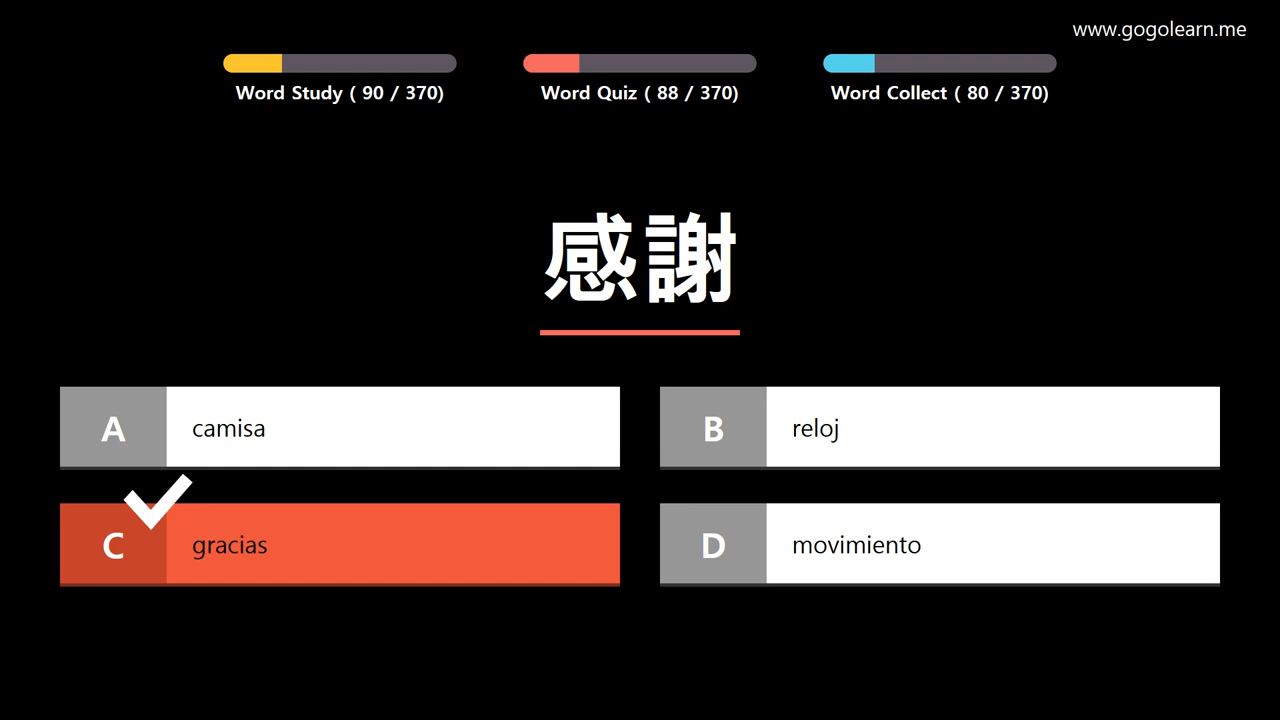 www.gogolearn.me
Word Study ( 90 / 370)
Word Quiz ( 88 / 370)
Word Collect ( 80 / 370)
感謝
A
camisa
B
reloj
C
gracias
D
movimiento